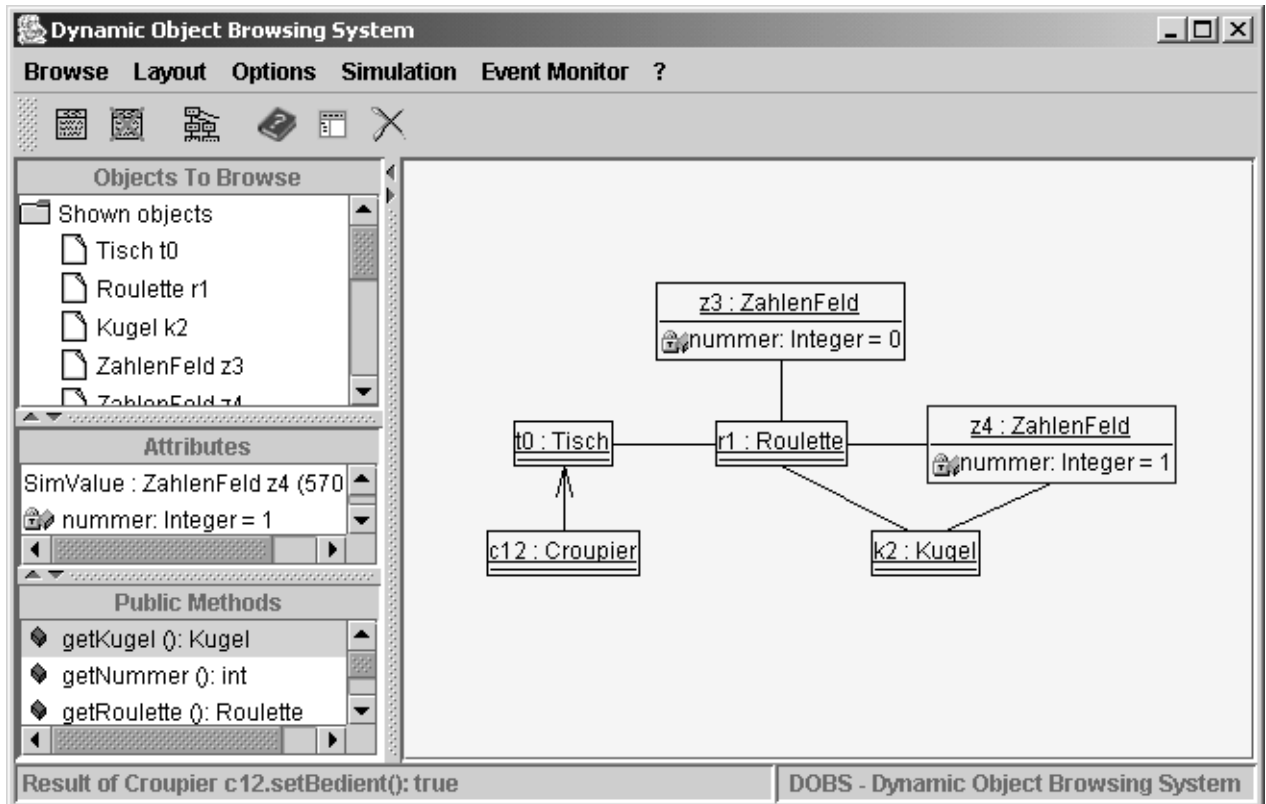 Dynamic Object Browsing System
Browse Layout Options Simulation Event Monitor ?
Objects To Browse
Shown objects
Tisch t0
Roulette r1
Kugel k2
ZahlenFeld z3
ZahlenFeld z4
Attributes
SimValue : ZahlenFeld z4 (570
nummer: Integer = 1
Public Methods
getKugel (): Kugel
getNummer (): int
getRoulette (): Roulette
z3 : ZahlenFeld
nummer: Integer = 0
t0 : Tisch
r1 : Roulette
z4 : ZahlenFeld
nummer: Integer = 1
c12 : Croupier
k2 : Kugel
Result of Croupier c12.setBedient(): true
DOBS - Dynamic Object Browsing System